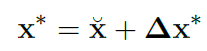 x* = x̆ + Δx*